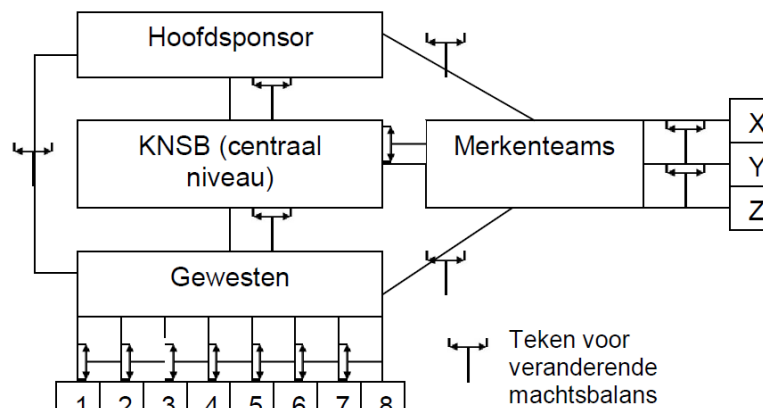 Hoofdsponsor
KNSB (centraal
niveau)
Merkenteams
X
Y
Z
Gewesten
Teken voor
veranderende
machtsbalans
1 2 3 4 5 6 7 8